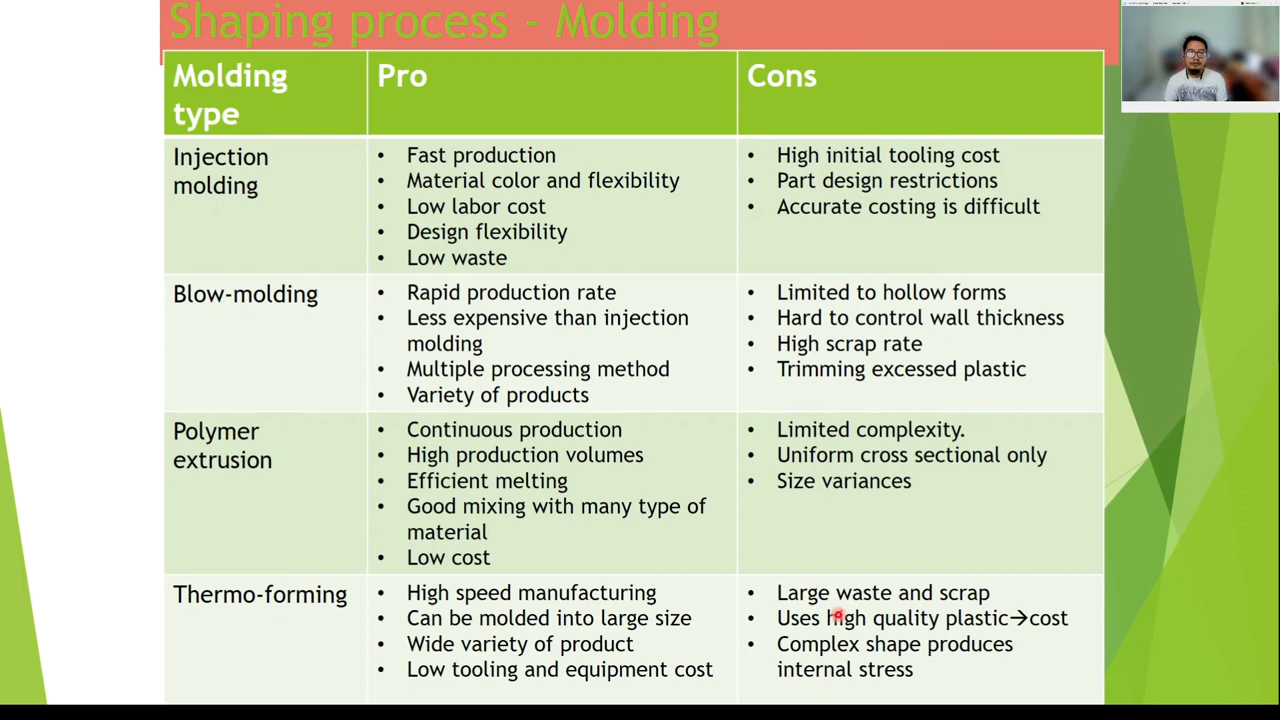 Shaping process - Molding
Molding
type
Pro
Cons
Injection
molding
• Fast production
• Material color and flexibility
• Low labor cost
• Design flexibility
• Low waste
• High initial tooling cost
• Part design restrictions
• Accurate costing is difficult
Blow-molding
• Rapid production rate
• Less expensive than injection
molding
• Multiple processing method
• Variety of products
• Limited to hollow forms
• Hard to control wall thickness
• High scrap rate
• Trimming excessed plastic
Polymer
extrusion
• Continuous production
• High production volumes
• Efficient melting
• Good mixing with many type of
material
• Low cost
• Limited complexity.
• Uniform cross sectional only
• Size variances
Thermo-forming
• High speed manufacturing
• Can be molded into large size
• Wide variety of product
• Low tooling and equipment cost
• Large waste and scrap
• Uses high quality plastic→cost
• Complex shape produces
internal stress